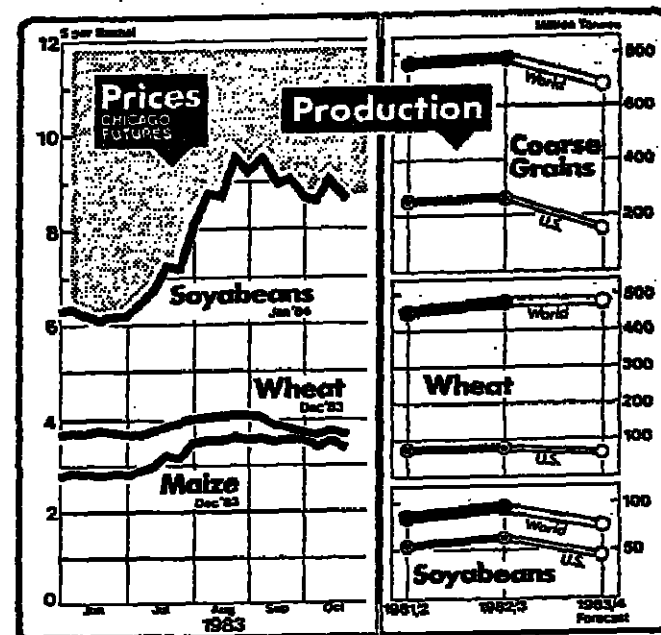 $ per Bushel
12
10
8
6
4
2
0
Prices
CHICAGO
FUTURES
Soyabeans
Jan '84
Wheat
Dec '83
Maize
Dec '83
Jun
Jul
Aug
Sep
Oct
1983
Production
Million Tonnes
800
600
400
200
Coarse
Grains
World
U.S.
500
400
300
200
100
Wheat
World
U.S.
100
50
Soyabeans
World
U.S.
1981/2
1982/3
1983/4
Forecast